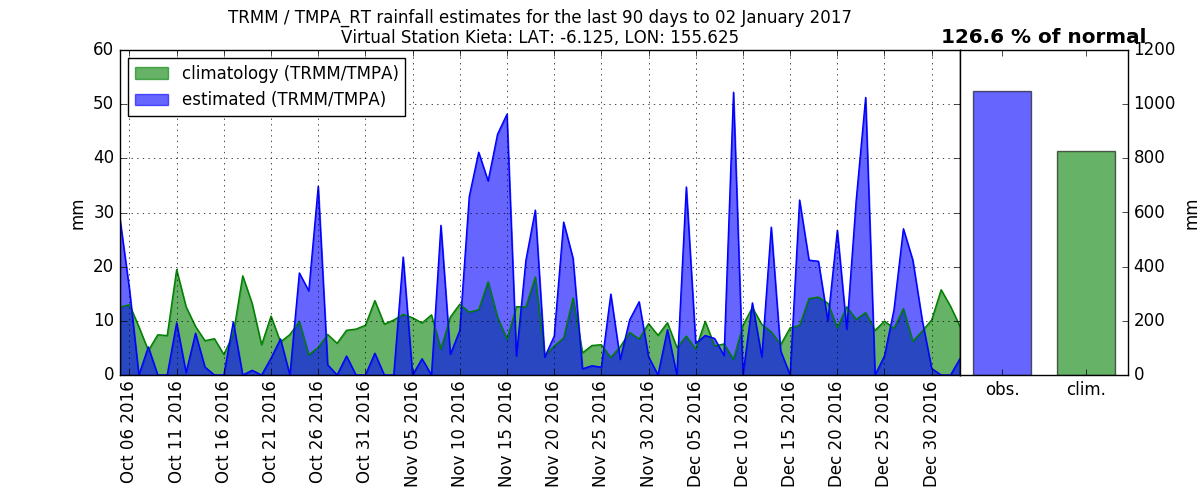 TRMM / TMPA_RT rainfall estimates for the last 90 days to 02 January 2017
Virtual Station Kieta: LAT: -6.125, LON: 155.625
126.6 % of normal
climatology (TRMM/TMPA)
estimated (TRMM/TMPA)
60
50
40
30
20
10
0
mm
1200
1000
800
600
400
200
0
mm
Oct 06 2016
Oct 11 2016
Oct 16 2016
Oct 21 2016
Oct 26 2016
Oct 31 2016
Nov 05 2016
Nov 10 2016
Nov 15 2016
Nov 20 2016
Nov 25 2016
Nov 30 2016
Dec 05 2016
Dec 10 2016
Dec 15 2016
Dec 20 2016
Dec 25 2016
Dec 30 2016
obs.
clim.